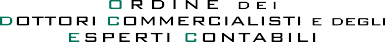 ORDINE DEI
DOTTORI COMMERCIALISTI E DEGLI
ESPERTI CONTABILI